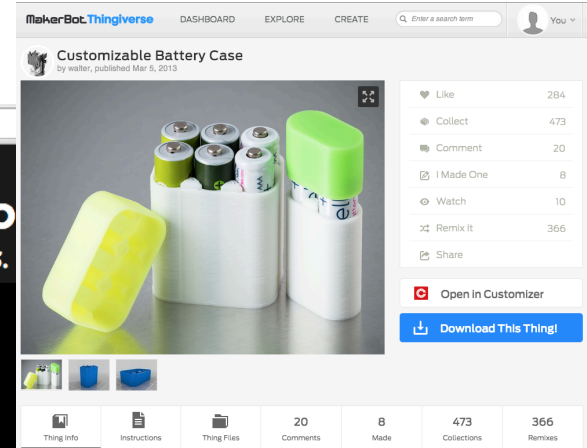 MakerBot Thingiverse DASHBOARD EXPLORE CREATE Enter a search term You
Customizable Battery Case
by walter, published Mar 5, 2013
Like 284
Collect 473
Comment 20
I Made One 8
Watch 10
Remix It 366
Share
C Open in Customizer
Download This Thing!
Thing Info
Instructions
Thing Files
20 Comments
8 Made
473 Collections
366 Remixes